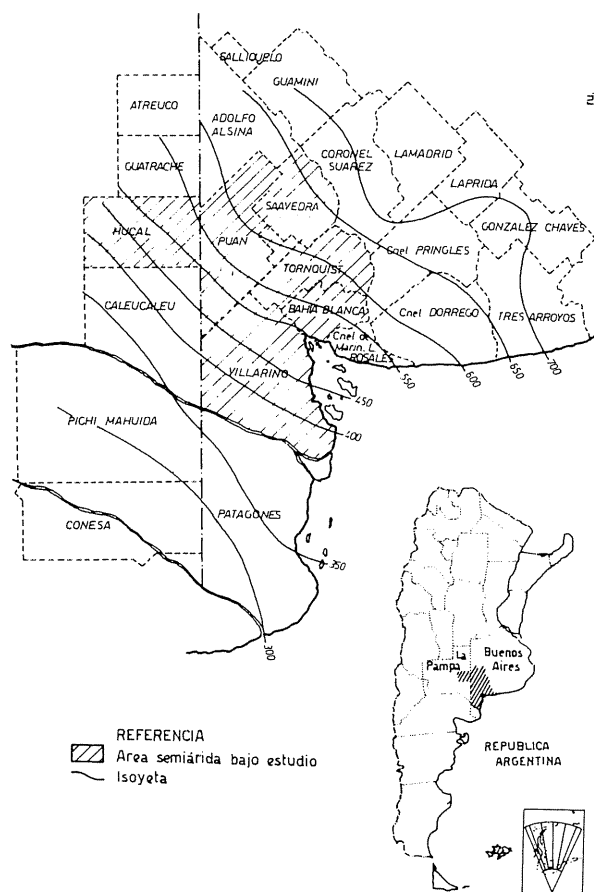 GALLIQUELO
GUAMINI
ATREUCO
ADOLFO
ALSINA
CORONEL
SUAREZ
LAMADRID
GUATRACHE
LAPRIDA
SAAVEDRA
GONZALEZ CHAVES
HUCAL
PUAN
Cnel PRINGLES
TORNQUIST
CALEUCALEU
BAHIA BLANCA
Cnel DORREGO
TRES ARROYOS
Cnel de
Marin. L.
ROSALES
VILLARINO
550
600
650
700
450
400
PICHI MAHUIDA
PATAGONES
CONESA
350
300
La
Pampa
Buenos
Aires
REFERENCIA
Area semiárida bajo estudio
Isoyeta
REPUBLICA
ARGENTINA